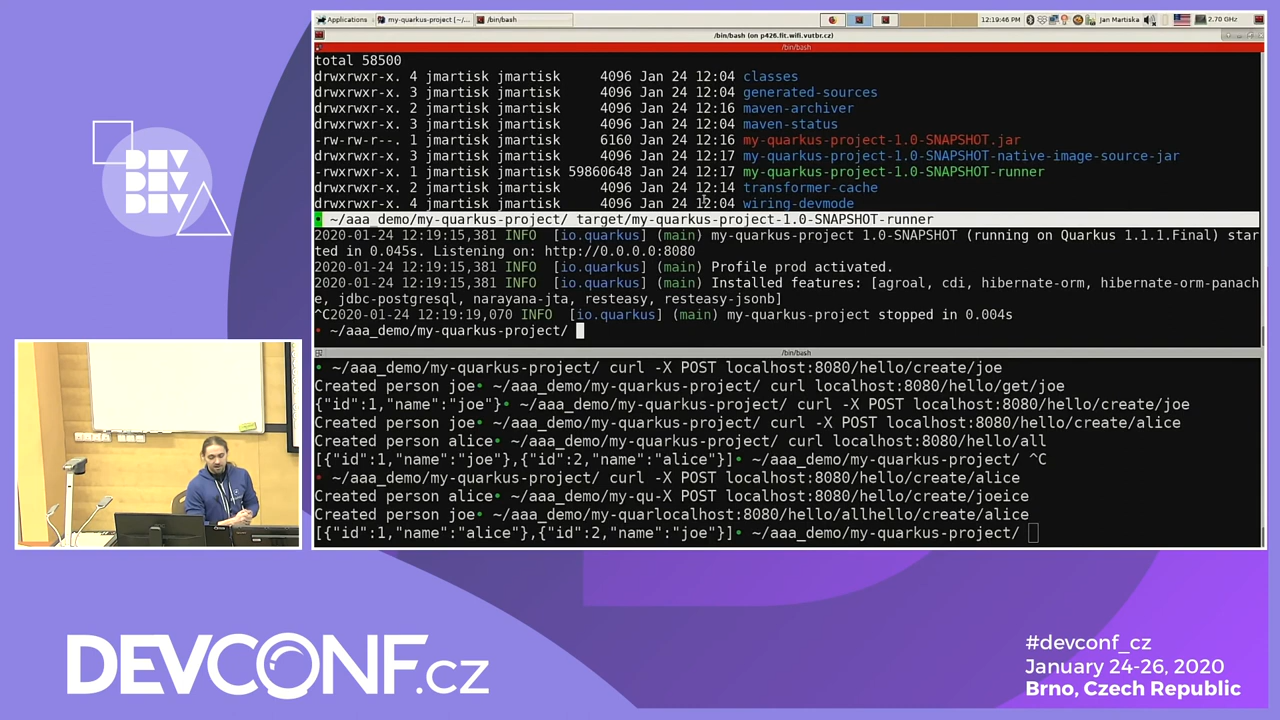 Applications
my-quarkus-project [~/...
/bin/bash
12:19:46
Jan Martiska
2.70 GHz
/bin/bash (on p426.fit.wifi.vutbr.cz)
/bin/bash
total 58500
drwxrwxr-x. 4 jmartisk jmartisk     4096 Jan 24 12:04 classes
drwxrwxr-x. 3 jmartisk jmartisk     4096 Jan 24 12:04 generated-sources
drwxrwxr-x. 2 jmartisk jmartisk     4096 Jan 24 12:16 maven-archiver
drwxrwxr-x. 3 jmartisk jmartisk     4096 Jan 24 12:04 maven-status
-rw-rw-r--. 1 jmartisk jmartisk     6160 Jan 24 12:16 my-quarkus-project-1.0-SNAPSHOT.jar
drwxrwxr-x. 3 jmartisk jmartisk     4096 Jan 24 12:17 my-quarkus-project-1.0-SNAPSHOT-native-image-source-jar
-rwxrwxr-x. 1 jmartisk jmartisk 59860648 Jan 24 12:17 my-quarkus-project-1.0-SNAPSHOT-runner
drwxrwxr-x. 2 jmartisk jmartisk     4096 Jan 24 12:14 transformer-cache
drwxrwxr-x. 4 jmartisk jmartisk     4096 Jan 24 12:04 wiring-devmode
• ~/aaa_demo/my-quarkus-project/ target/my-quarkus-project-1.0-SNAPSHOT-runner
2020-01-24 12:19:15,381 INFO  [io.quarkus] (main) my-quarkus-project 1.0-SNAPSHOT (running on Quarkus 1.1.1.Final) star
ted in 0.045s. Listening on: http://0.0.0.0:8080
2020-01-24 12:19:15,381 INFO  [io.quarkus] (main) Profile prod activated.
2020-01-24 12:19:15,381 INFO  [io.quarkus] (main) Installed features: [agroal, cdi, hibernate-orm, hibernate-orm-panach
e, jdbc-postgresql, narayana-jta, resteasy, resteasy-jsonb]
^C2020-01-24 12:19:19,070 INFO  [io.quarkus] (main) my-quarkus-project stopped in 0.004s
• ~/aaa_demo/my-quarkus-project/
/bin/bash
• ~/aaa_demo/my-quarkus-project/ curl -X POST localhost:8080/hello/create/joe
Created person joe• ~/aaa_demo/my-quarkus-project/ curl localhost:8080/hello/get/joe
{"id":1,"name":"joe"}• ~/aaa_demo/my-quarkus-project/ curl -X POST localhost:8080/hello/create/joe
Created person joe• ~/aaa_demo/my-quarkus-project/ curl -X POST localhost:8080/hello/create/alice
Created person alice• ~/aaa_demo/my-quarkus-project/ curl localhost:8080/hello/all
[{"id":1,"name":"joe"},{"id":2,"name":"alice"}]• ~/aaa_demo/my-quarkus-project/ ^C
• ~/aaa_demo/my-quarkus-project/ curl -X POST localhost:8080/hello/create/alice
Created person alice• ~/aaa_demo/my-qu-X POST localhost:8080/hello/create/joeice
Created person joe• ~/aaa_demo/my-quarlocalhost:8080/hello/allhello/create/alice
[{"id":1,"name":"alice"},{"id":2,"name":"joe"}]• ~/aaa_demo/my-quarkus-project/
DEV
DEV
DEV
DEVCONF.cz
#devconf_cz
January 24-26, 2020
Brno, Czech Republic